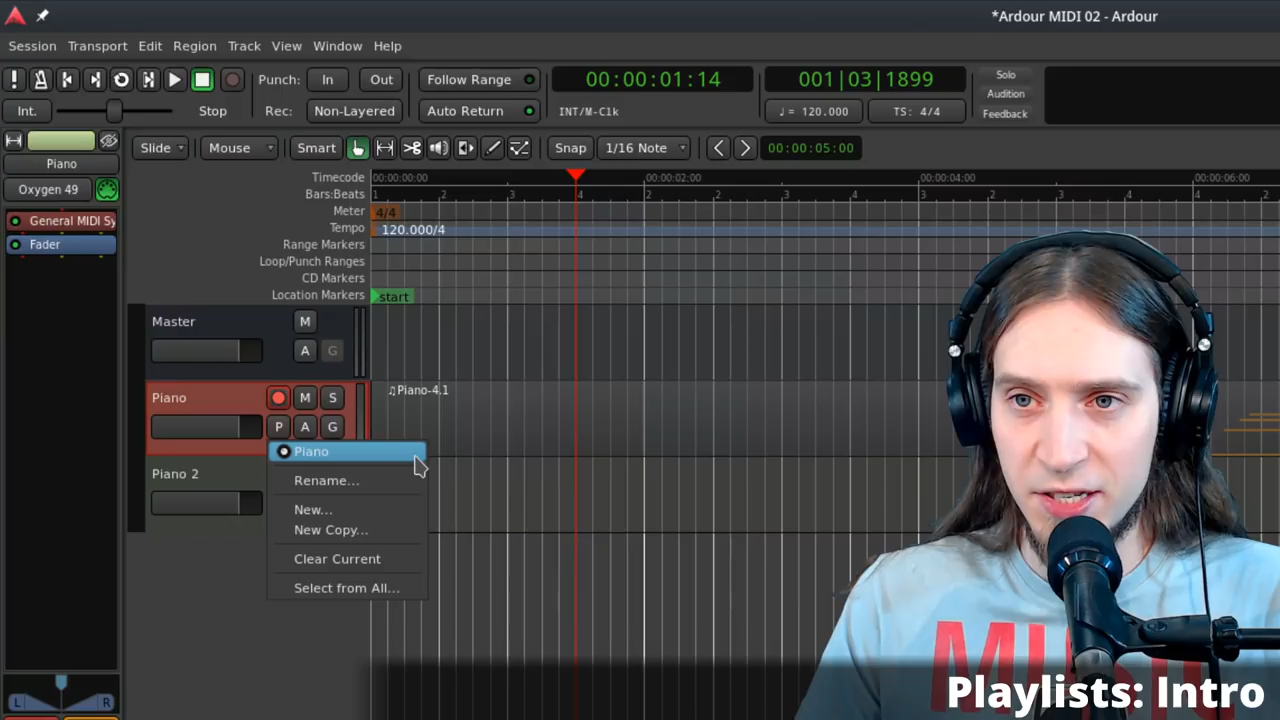 *Ardour MIDI 02 - Ardour
Session Transport Edit Region Track View Window Help
Punch: In Out Follow Range 00:00:01:14 001|03|1899 Solo
Audition
Feedback
Int. Stop Rec: Non-Layered Auto Return INT/M-Clk ♩ = 120.000 TS: 4/4
Slide Mouse Smart Snap 1/16 Note 00:00:05:00
Piano
Oxygen 49
General MIDI Sy
Fader
Timecode 00:00:00:00 00:00:02:00 00:00:04:00 00:00:06:00
Bars:Beats 1 2 3 4 2 2 3 4 3 2 3 4 4 2
Meter 4/4
Tempo 120.000/4
Range Markers
Loop/Punch Ranges
CD Markers
Location Markers start
Master M
A G
Piano M S ♫Piano-4.1
P A G
Piano
Piano 2
Rename...
New...
New Copy...
Clear Current
Select from All...
L R
Playlists: Intro